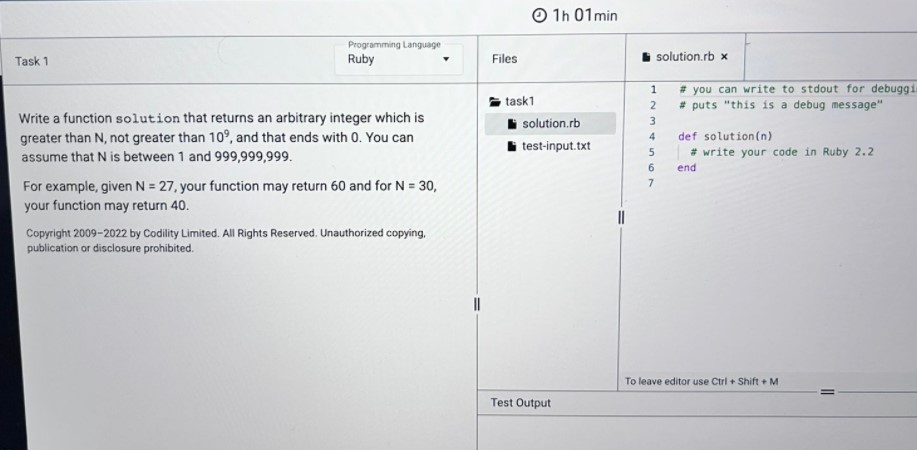 1h 01min
Task 1
Programming Language
Ruby
Files
solution.rb x
Write a function solution that returns an arbitrary integer which is
greater than N, not greater than 10⁹, and that ends with 0. You can
assume that N is between 1 and 999,999,999.
For example, given N = 27, your function may return 60 and for N = 30,
your function may return 40.
Copyright 2009–2022 by Codility Limited. All Rights Reserved. Unauthorized copying,
publication or disclosure prohibited.
task1
solution.rb
test-input.txt
1 # you can write to stdout for debuggi
2 # puts "this is a debug message"
3
4 def solution(n)
5 # write your code in Ruby 2.2
6 end
7
To leave editor use Ctrl + Shift + M
Test Output